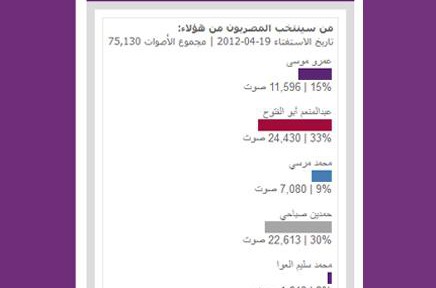 من سينتخب المصريون من هؤلاء:
تاريخ الاستفتاء 19-04-2012 | مجموع الأصوات 75,130
عمرو موسى
15% | 11,596 صوت
عبدالمنعم أبو الفتوح
33% | 24,430 صوت
محمد مرسي
9% | 7,080 صوت
حمدين صباحي
30% | 22,613 صوت
محمد سليم العوا